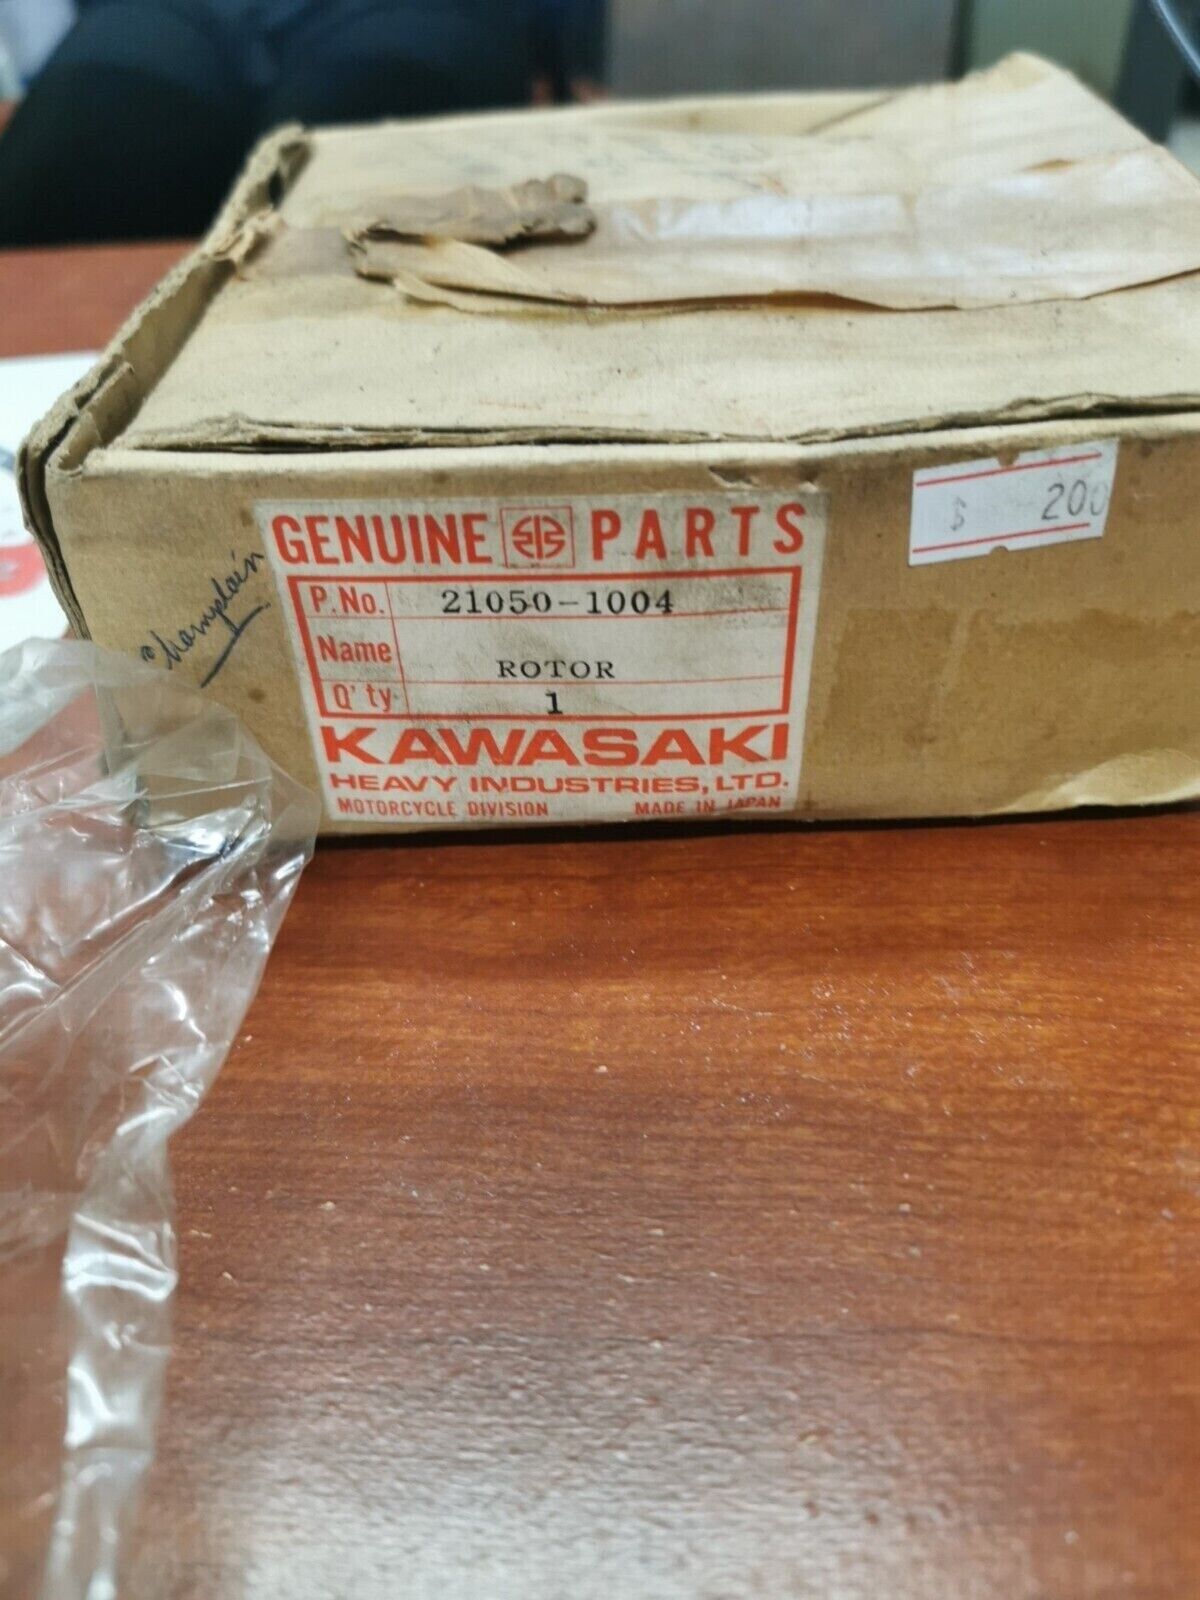 GENUINE PARTS
P.No. 21050-1004
Name ROTOR
Q'ty 1
KAWASAKI
HEAVY INDUSTRIES, LTD.
MOTORCYCLE DIVISION MADE IN JAPAN
$ 200
Champlain